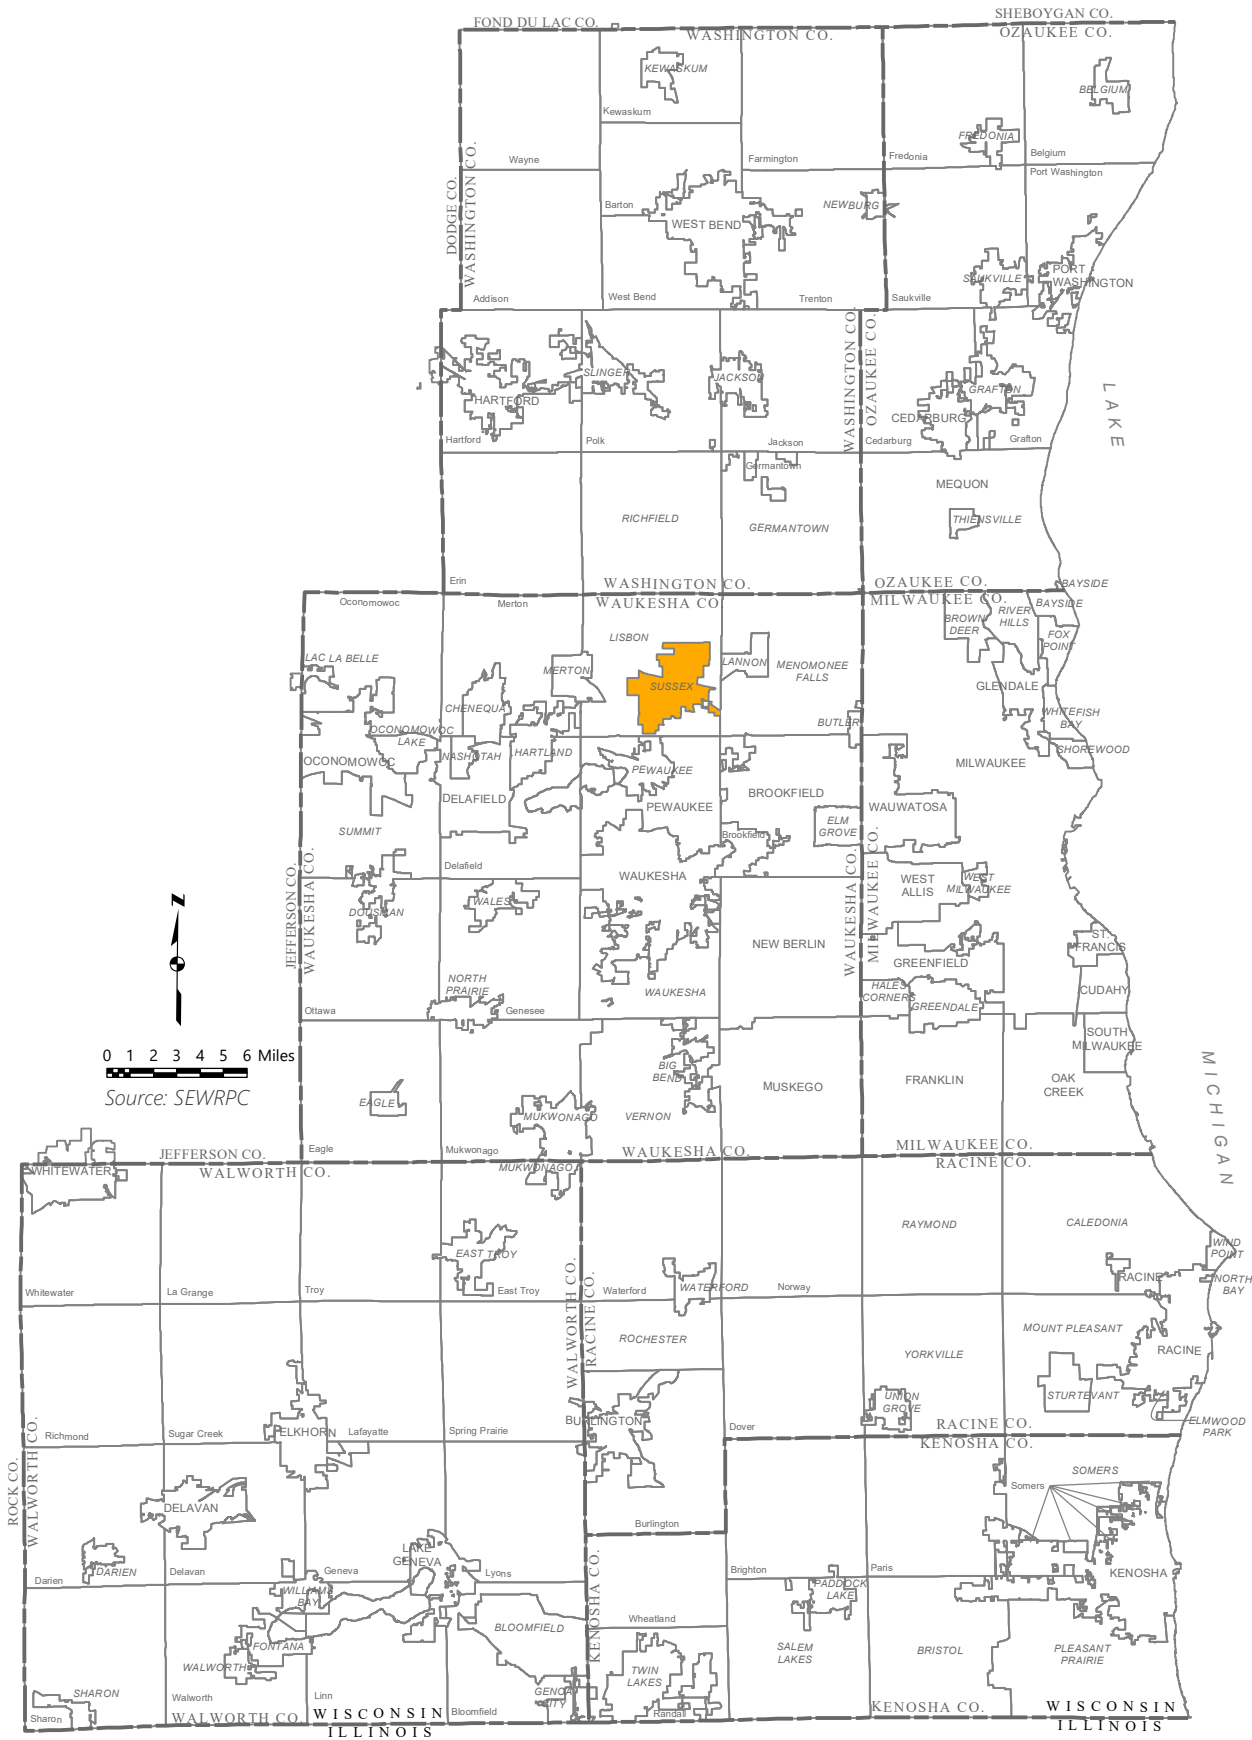 FOND DU LAC CO.
SHEBOYGAN CO.
WASHINGTON CO.
OZAUKEE CO.
KEWASKUM
BELGIUM
Kewaskum
FREDONIA
Wayne
Farmington
Fredonia
Belgium
Port Washington
DODGE CO.
WASHINGTON CO.
Barton
NEWBURG
WEST BEND
SAUKVILLE
PORT
WASHINGTON
Addison
West Bend
Trenton
Saukville
WASHINGTON CO.
OZAUKEE CO.
SLINGER
JACKSON
HARTFORD
GRAFTON
CEDARBURG
LAKE
Hartford
Polk
Jackson
Cedarburg
Grafton
Germantown
MEQUON
RICHFIELD
GERMANTOWN
THIENSVILLE
Erin
WASHINGTON CO.
OZAUKEE CO.
BAYSIDE
Oconomowoc
Merton
WAUKESHA CO.
MILWAUKEE CO.
BAYSIDE
LISBON
BROWN
DEER
RIVER
HILLS
FOX
POINT
LAC LA BELLE
MERTON
LANNON
MENOMONEE
FALLS
SUSSEX
GLENDALE
CHENEQUA
BUTLER
WHITEFISH
BAY
OCONOMOWOC
LAKE
NASHOTAH
HARTLAND
SHOREWOOD
OCONOMOWOC
PEWAUKEE
MILWAUKEE
DELAFIELD
PEWAUKEE
BROOKFIELD
WAUWATOSA
SUMMIT
ELM
GROVE
Brookfield
Delafield
WAUKESHA
WEST
ALLIS
WEST
MILWAUKEE
JEFFERSON CO.
WAUKESHA CO.
WAUKESHA CO.
MILWAUKEE CO.
DOUSMAN
WALES
NEW BERLIN
ST.
FRANCIS
GREENFIELD
NORTH
PRAIRIE
WAUKESHA
HALES
CORNERS
GREENDALE
CUDAHY
Ottawa
Genesee
SOUTH
MILWAUKEE
N
0 1 2 3 4 5 6 Miles
Source: SEWRPC
BIG
BEND
MUSKEGO
FRANKLIN
OAK
CREEK
MICHIGAN
EAGLE
MUKWONAGO
VERNON
Eagle
Mukwonago
JEFFERSON CO.
WAUKESHA CO.
MILWAUKEE CO.
WHITEWATER
WALWORTH CO.
MUKWONAGO
RACINE CO.
RAYMOND
CALEDONIA
EAST TROY
WIND
POINT
WALWORTH CO.
RACINE CO.
RACINE
NORTH
BAY
Whitewater
La Grange
Troy
East Troy
Waterford
WATERFORD
Norway
ROCHESTER
MOUNT PLEASANT
YORKVILLE
RACINE
UNION
GROVE
STURTEVANT
BURLINGTON
ELMWOOD
PARK
Richmond
Sugar Creek
ELKHORN
Lafayatte
Spring Prairie
Dover
RACINE CO.
KENOSHA CO.
ROCK CO.
WALWORTH CO.
SOMERS
Somers
DELAVAN
Burlington
LAKE
GENEVA
DARIEN
Darien
Delavan
Geneva
Lyons
Brighton
Paris
KENOSHA
WILLIAMS
BAY
PADDOCK
LAKE
KENOSHA CO.
Wheatland
BLOOMFIELD
FONTANA
SALEM
LAKES
BRISTOL
PLEASANT
PRAIRIE
WALWORTH
TWIN
LAKES
SHARON
GENOA
CITY
Sharon
Walworth
Linn
Bloomfield
Randall
WALWORTH CO.
WISCONSIN
ILLINOIS
KENOSHA CO.
WISCONSIN
ILLINOIS